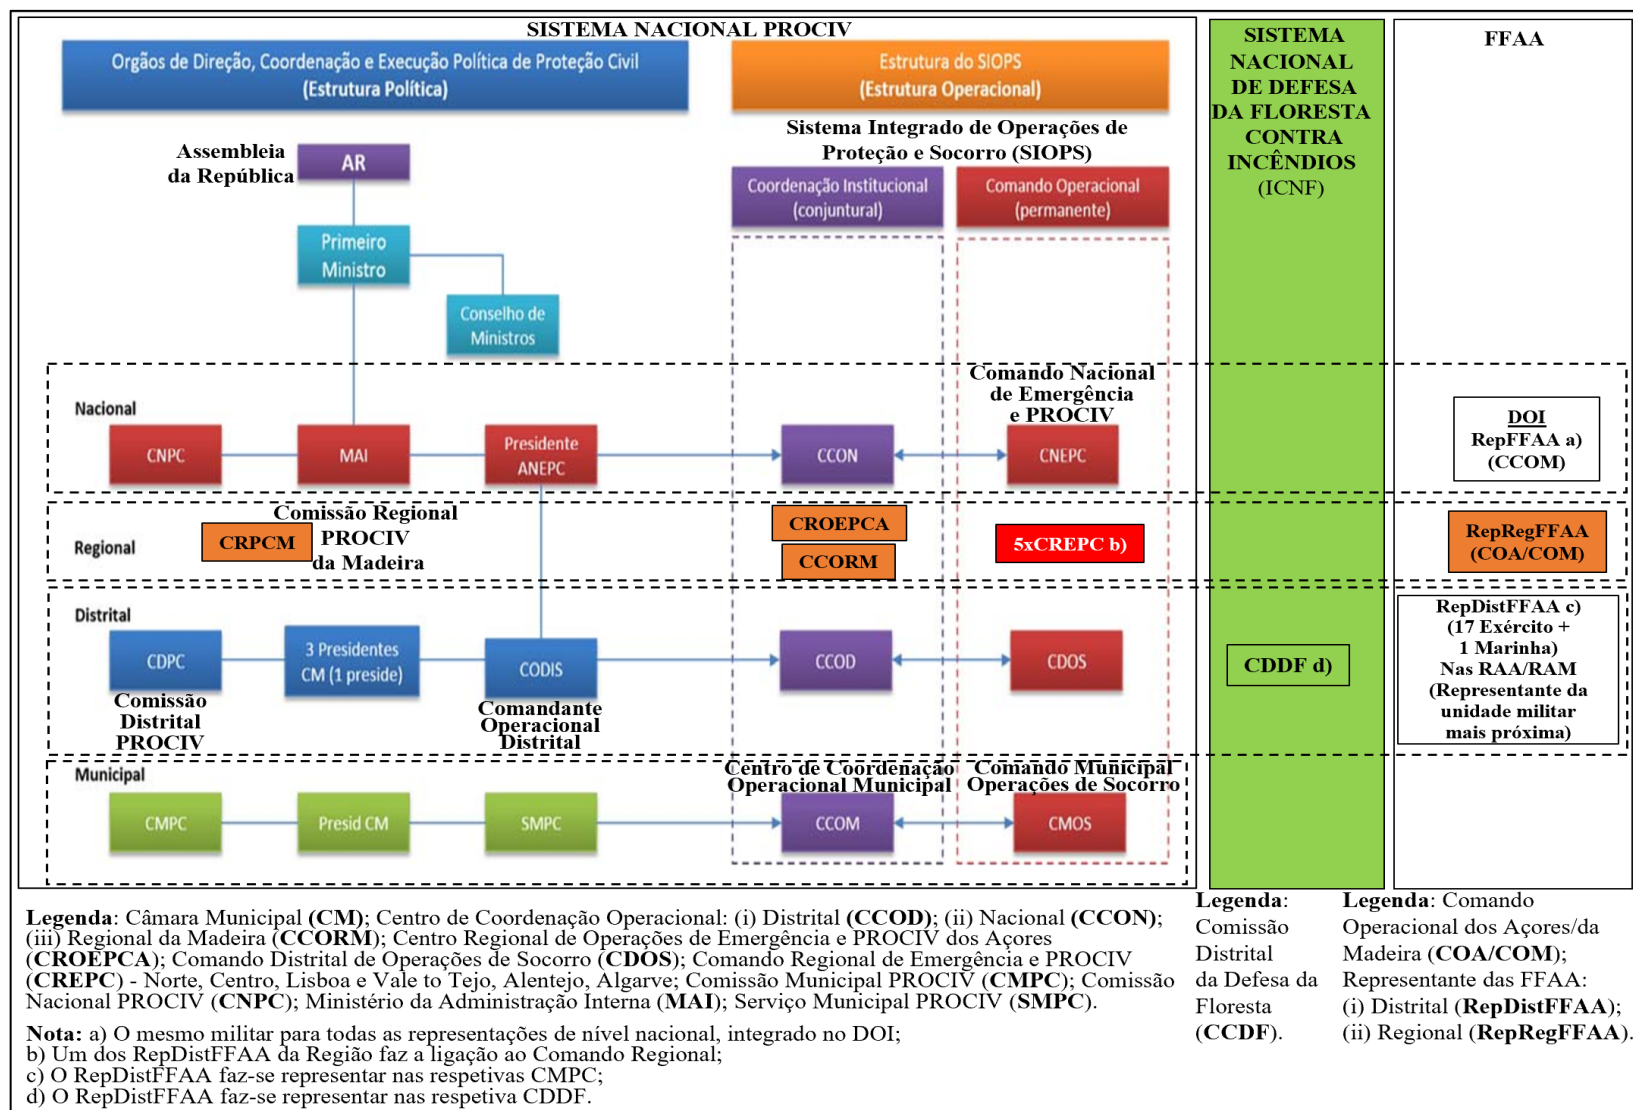 SISTEMA NACIONAL PROCIV
Orgãos de Direção, Coordenação e Execução Política de Proteção Civil
(Estrutura Política)
Estrutura do SIOPS
(Estrutura Operacional)
Sistema Integrado de Operações de
Proteção e Socorro (SIOPS)
Assembleia
da República
AR
Coordenação Institucional
(conjuntural)
Comando Operacional
(permanente)
Primeiro
Ministro
Conselho de
Ministros
Nacional
Comando Nacional
de Emergência
e PROCIV
CNPC
MAI
Presidente
ANEPC
CCON
CNEPC
Regional
CRPCM
Comissão Regional
PROCIV
da Madeira
CROEPCA
CCORM
5xCREPC b)
Distrital
CDPC
3 Presidentes
CM (1 preside)
CODIS
CCOD
CDOS
Comissão
Distrital
PROCIV
Comandante
Operacional
Distrital
Municipal
Centro de Coordenação
Operacional Municipal
Comando Municipal
Operações de Socorro
CMPC
Presid CM
SMPC
CCOM
CMOS
SISTEMA
NACIONAL
DE DEFESA
DA FLORESTA
CONTRA
INCÊNDIOS
(ICNF)
CDDF d)
FFAA
DOI
RepFFAA a)
(CCOM)
RepRegFFAA
(COA/COM)
RepDistFFAA c)
(17 Exército +
1 Marinha)
Nas RAA/RAM
(Representante da
unidade militar
mais próxima)
Legenda: Câmara Municipal (CM); Centro de Coordenação Operacional: (i) Distrital (CCOD); (ii) Nacional (CCON);
(iii) Regional da Madeira (CCORM); Centro Regional de Operações de Emergência e PROCIV dos Açores
(CROEPCA); Comando Distrital de Operações de Socorro (CDOS); Comando Regional de Emergência e PROCIV
(CREPC) - Norte, Centro, Lisboa e Vale to Tejo, Alentejo, Algarve; Comissão Municipal PROCIV (CMPC); Comissão
Nacional PROCIV (CNPC); Ministério da Administração Interna (MAI); Serviço Municipal PROCIV (SMPC).
Nota: a) O mesmo militar para todas as representações de nível nacional, integrado no DOI;
b) Um dos RepDistFFAA da Região faz a ligação ao Comando Regional;
c) O RepDistFFAA faz-se representar nas respetivas CMPC;
d) O RepDistFFAA faz-se representar nas respetiva CDDF.
Legenda:
Comissão
Distrital
da Defesa da
Floresta
(CCDF).
Legenda: Comando
Operacional dos Açores/da
Madeira (COA/COM);
Representante das FFAA:
(i) Distrital (RepDistFFAA);
(ii) Regional (RepRegFFAA).